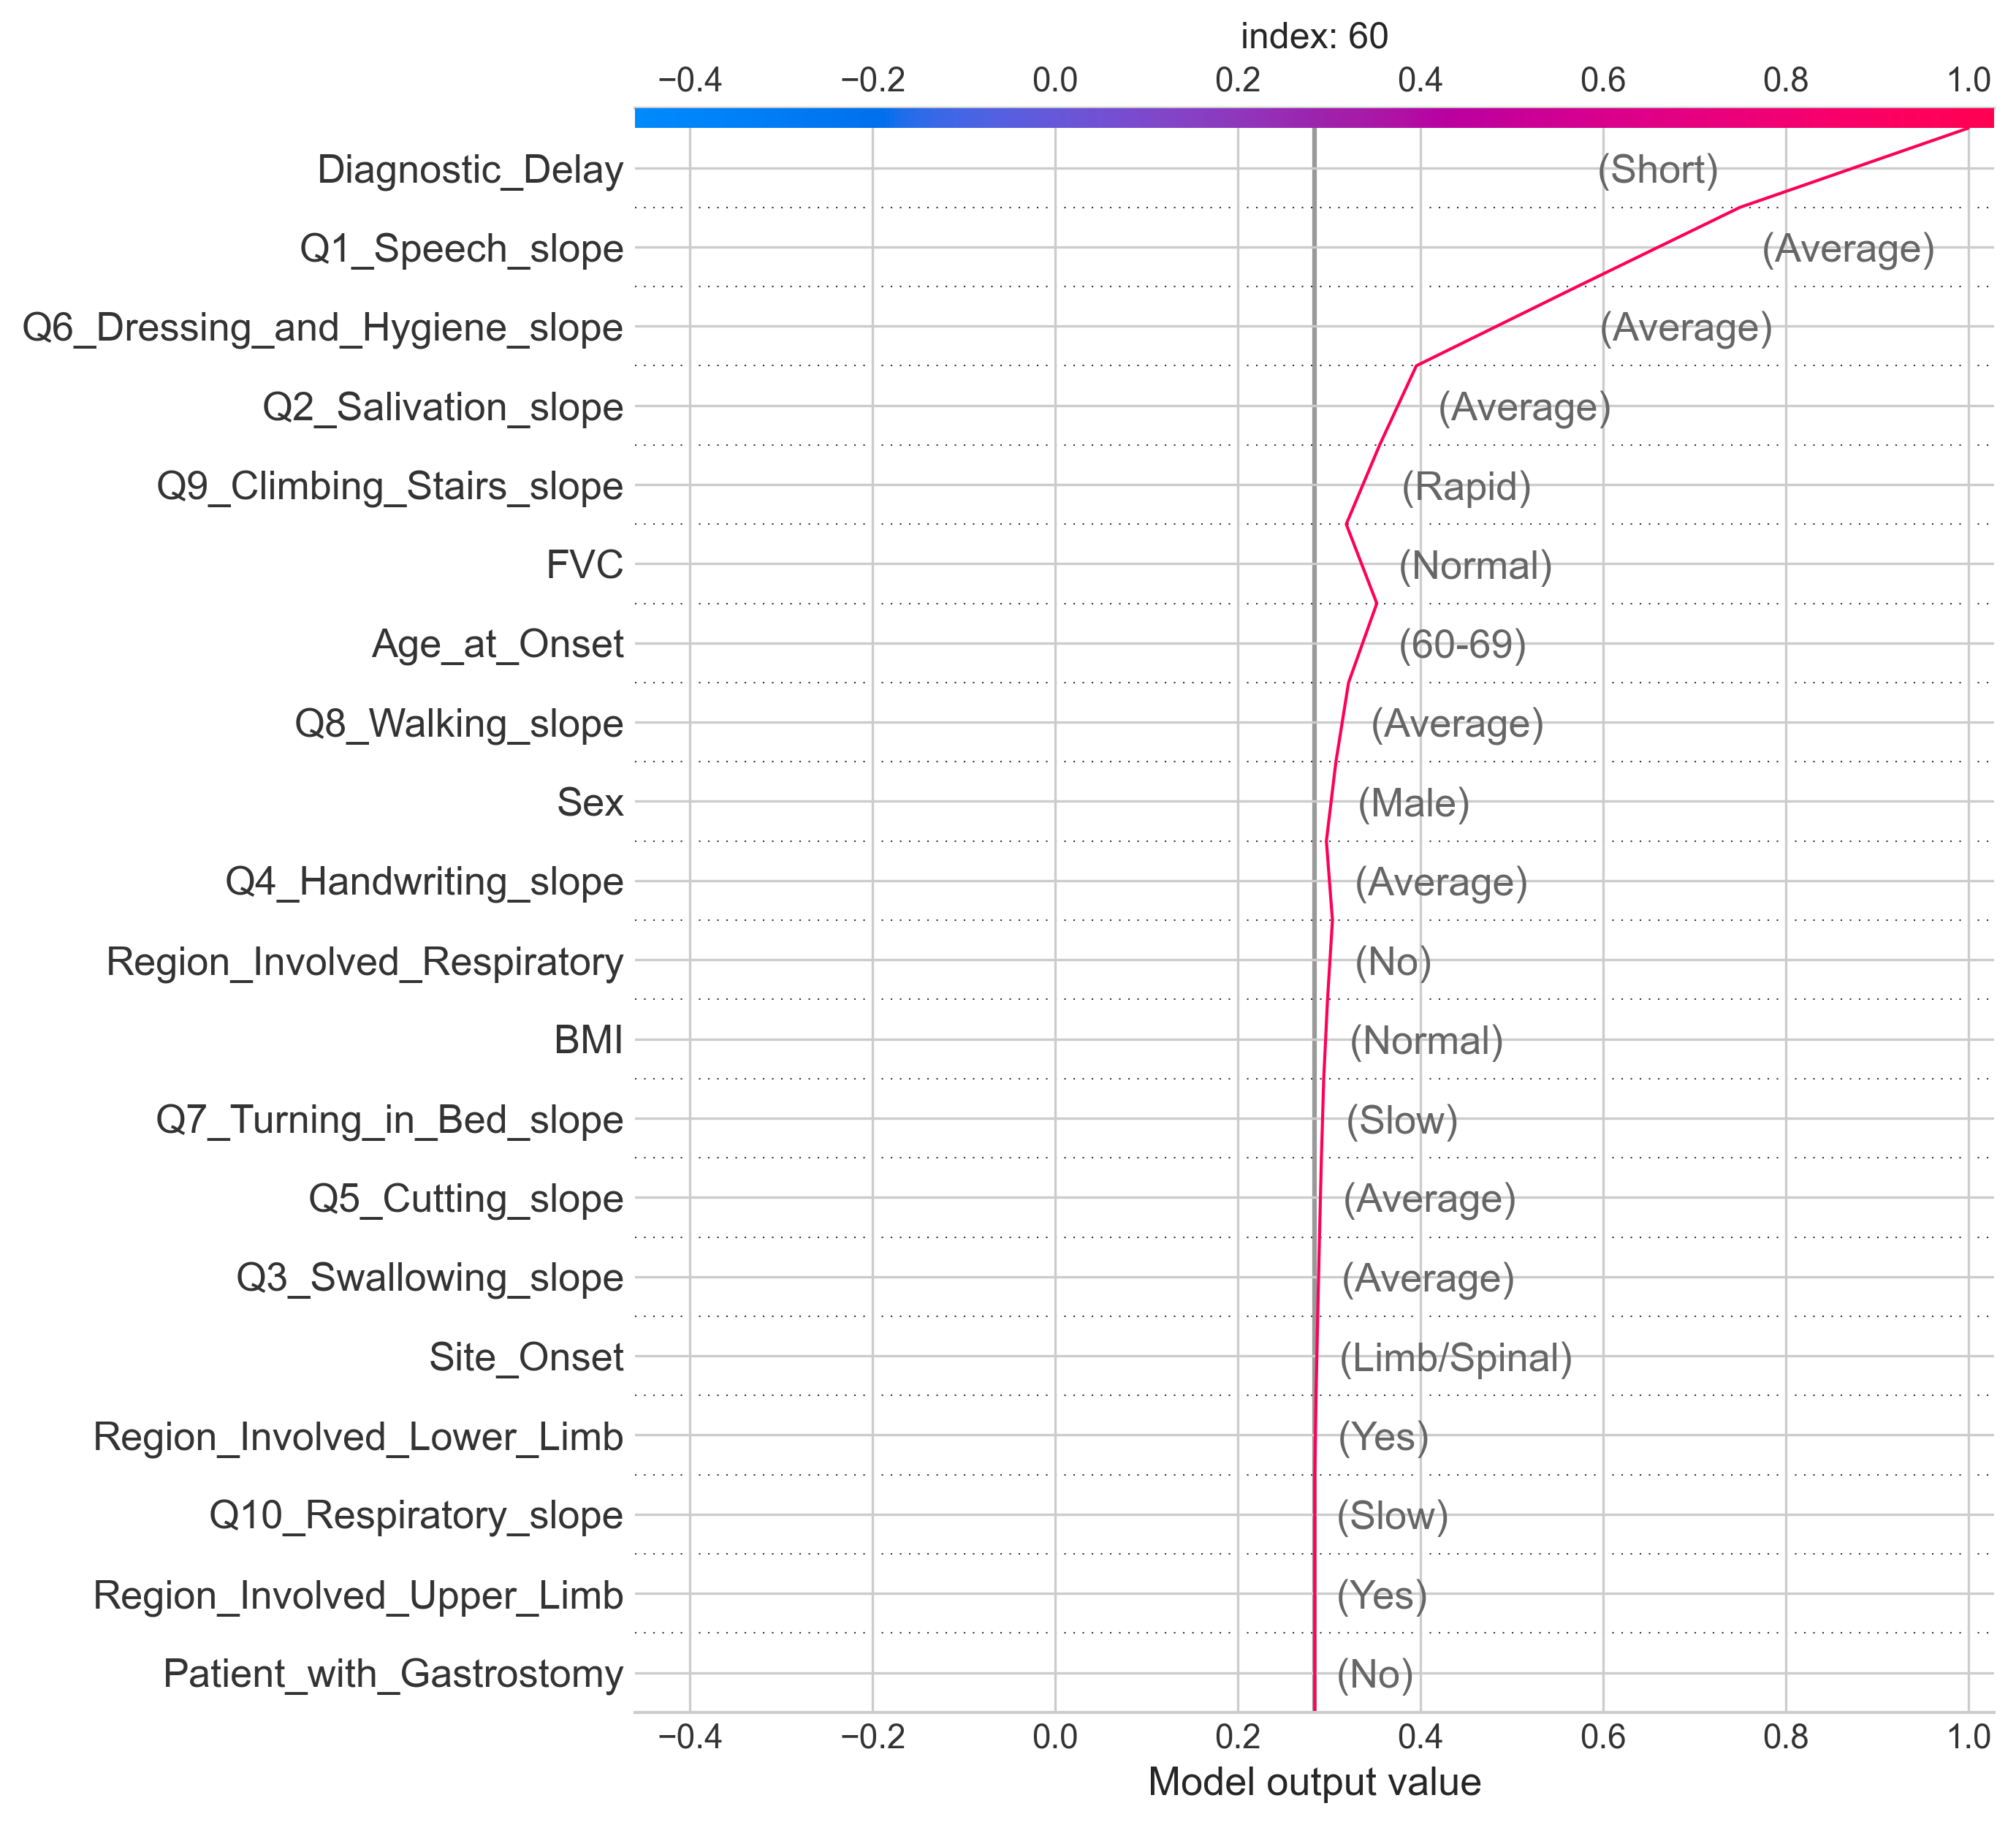 index: 60
−0.4 −0.2 0.0 0.2 0.4 0.6 0.8 1.0
Diagnostic_Delay (Short)
Q1_Speech_slope (Average)
Q6_Dressing_and_Hygiene_slope (Average)
Q2_Salivation_slope (Average)
Q9_Climbing_Stairs_slope (Rapid)
FVC (Normal)
Age_at_Onset (60-69)
Q8_Walking_slope (Average)
Sex (Male)
Q4_Handwriting_slope (Average)
Region_Involved_Respiratory (No)
BMI (Normal)
Q7_Turning_in_Bed_slope (Slow)
Q5_Cutting_slope (Average)
Q3_Swallowing_slope (Average)
Site_Onset (Limb/Spinal)
Region_Involved_Lower_Limb (Yes)
Q10_Respiratory_slope (Slow)
Region_Involved_Upper_Limb (Yes)
Patient_with_Gastrostomy (No)
−0.4 −0.2 0.0 0.2 0.4 0.6 0.8 1.0
Model output value